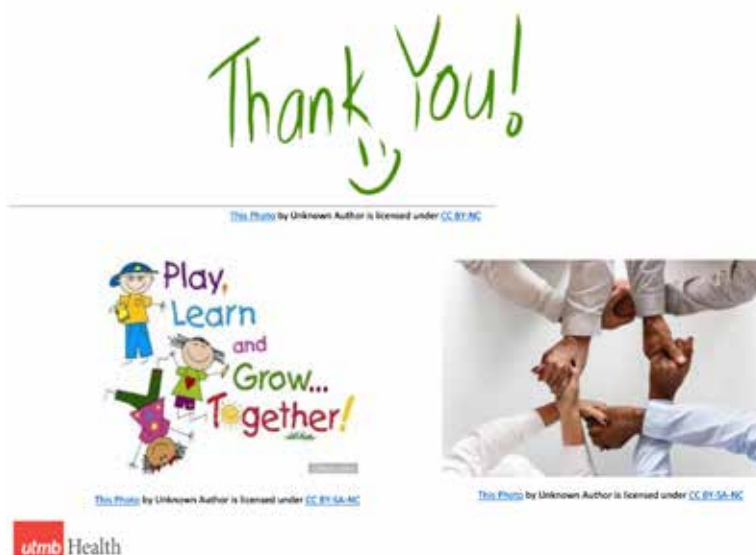 Thank You!
This Photo by Unknown Author is licensed under CC BY-NC
Play,
Learn
and
Grow...
Together!
This Photo by Unknown Author is licensed under CC BY-SA-NC
This Photo by Unknown Author is licensed under CC BY-SA-NC
utmb Health